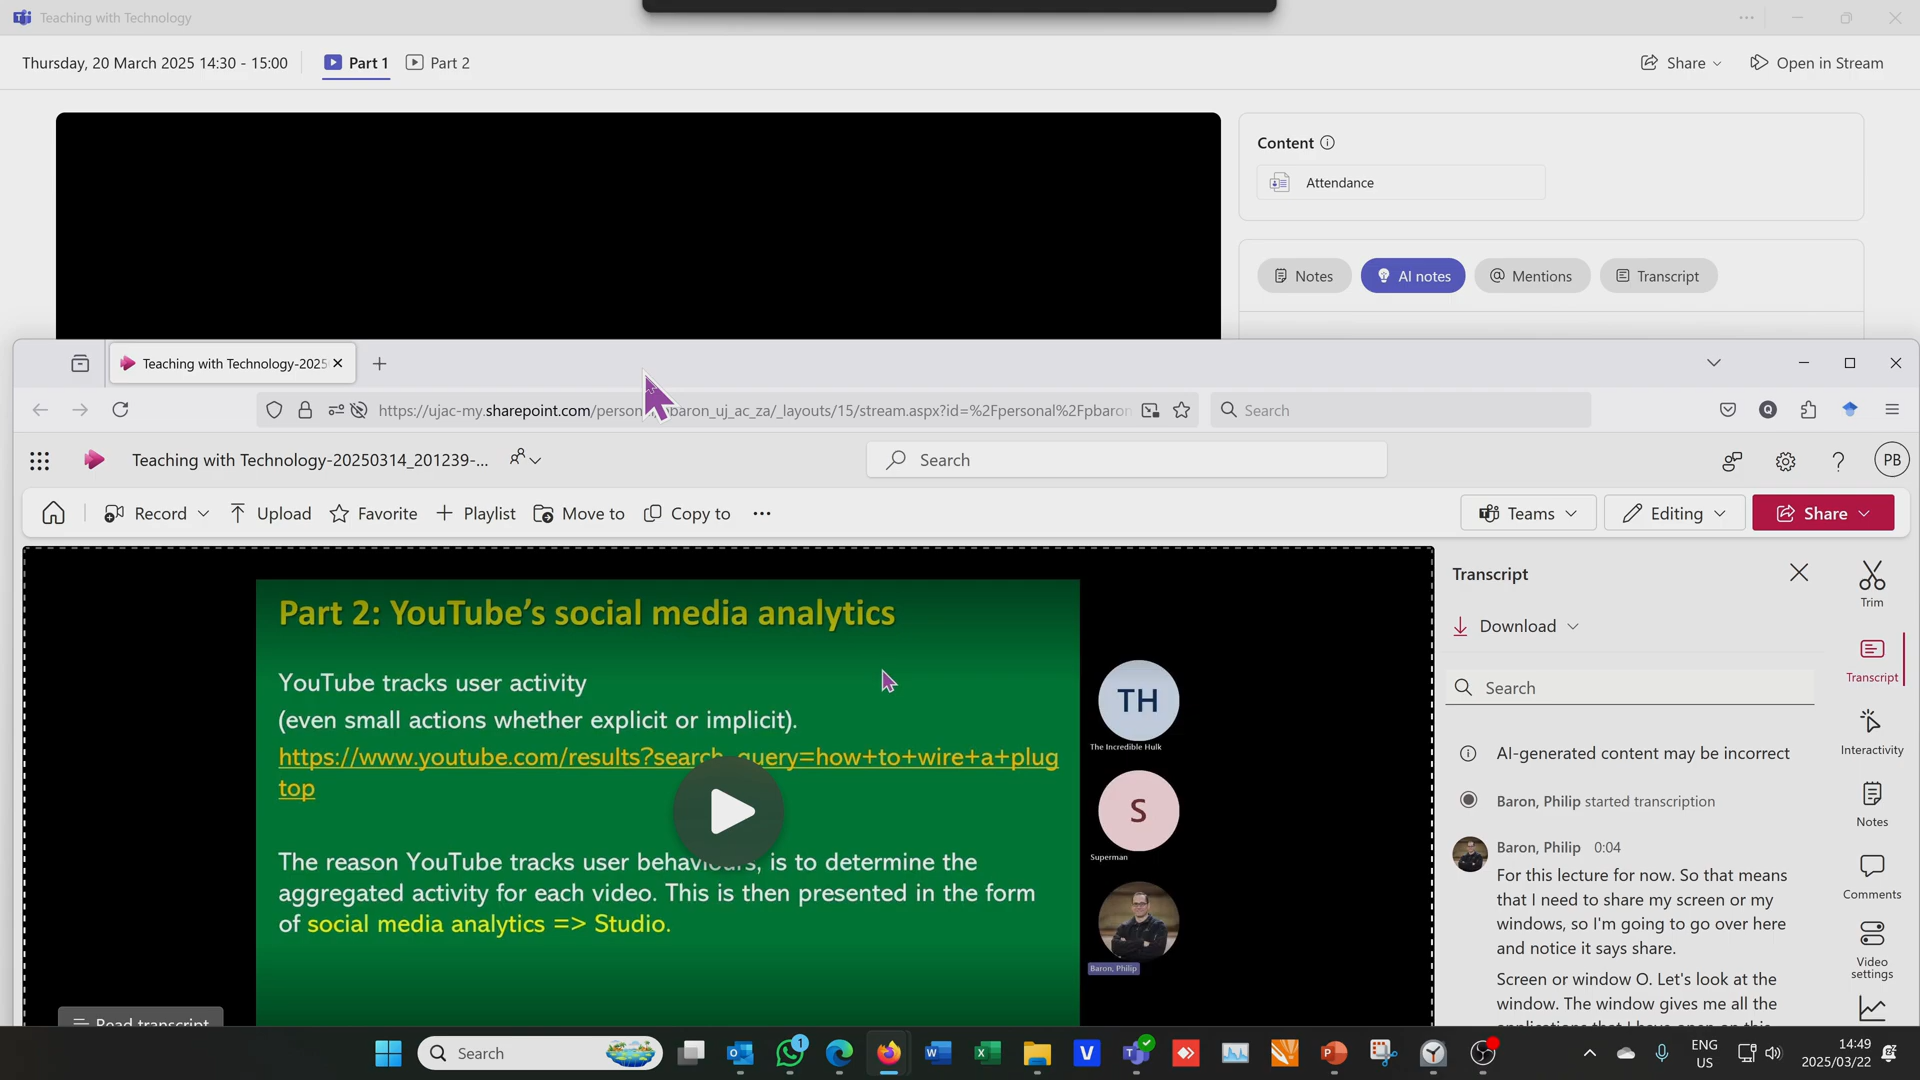 Teaching with Technology
Thursday, 20 March 2025 14:30 - 15:00
Part 1
Part 2
Share
Open in Stream
Content
Attendance
Notes
AI notes
Mentions
Transcript
Teaching with Technology-2025
https://ujac-my.sharepoint.com/person baron_uj_ac_za/_layouts/15/stream.aspx?id=%2Fpersonal%2Fpbaron
Search
Teaching with Technology-20250314_201239-...
Search
PB
Record
Upload
Favorite
Playlist
Move to
Copy to
Teams
Editing
Share
Part 2: YouTube's social media analytics
YouTube tracks user activity
(even small actions whether explicit or implicit).
https://www.youtube.com/results?search_query=how+to+wire+a+plug
top
The reason YouTube tracks user behaviours, is to determine the
aggregated activity for each video. This is then presented in the form
of social media analytics => Studio.
TH
The Incredible Hulk
S
Superman
Baron, Philip
Read transcript
Transcript
Download
Search
AI-generated content may be incorrect
Baron, Philip started transcription
Baron, Philip 0:04
For this lecture for now. So that means
that I need to share my screen or my
windows, so I'm going to go over here
and notice it says share.
Screen or window O. Let's look at the
window. The window gives me all the
applications that I have open on this
Trim
Transcript
Interactivity
Notes
Comments
Video
settings
Search
1
ENG
US
14:49
2025/03/22